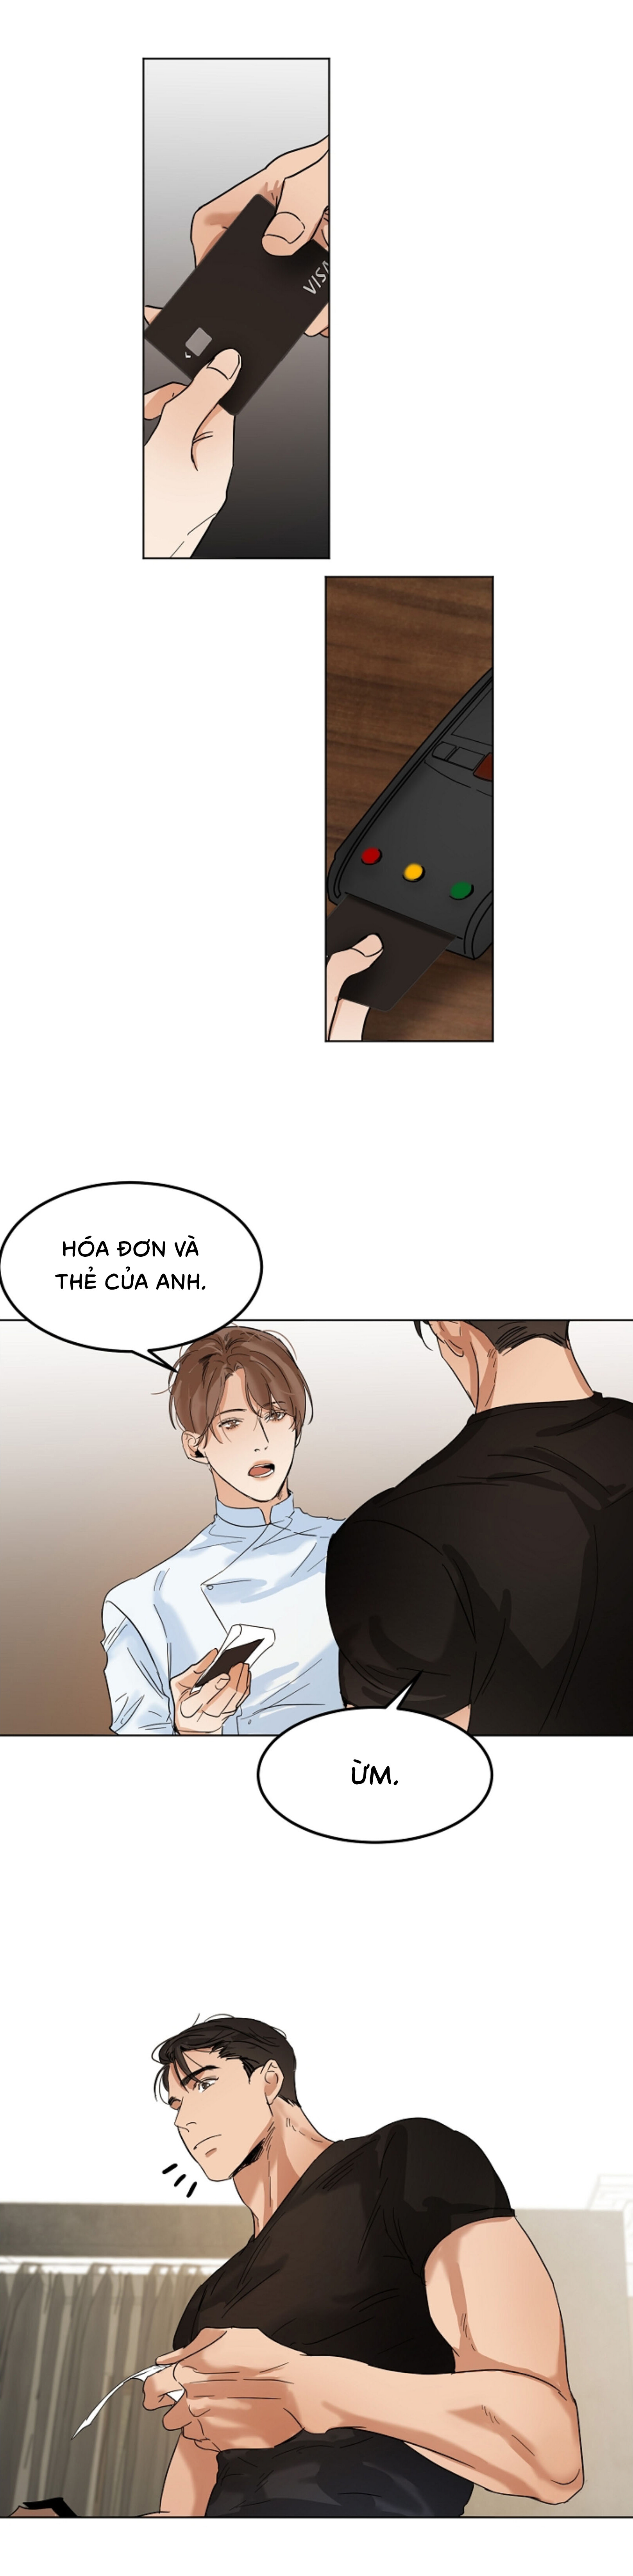 VISA
HÓA ĐƠN VÀ
THẺ CỦA ANH.
ỪM.